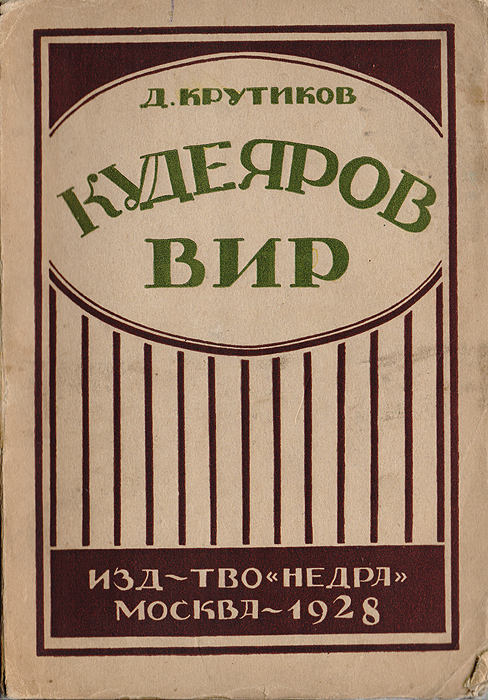 Д. КРУТИКОВ
КУДЕЯРОВ
ВИР
ИЗД~ТВО «НЕДРА»
МОСКВА~1928